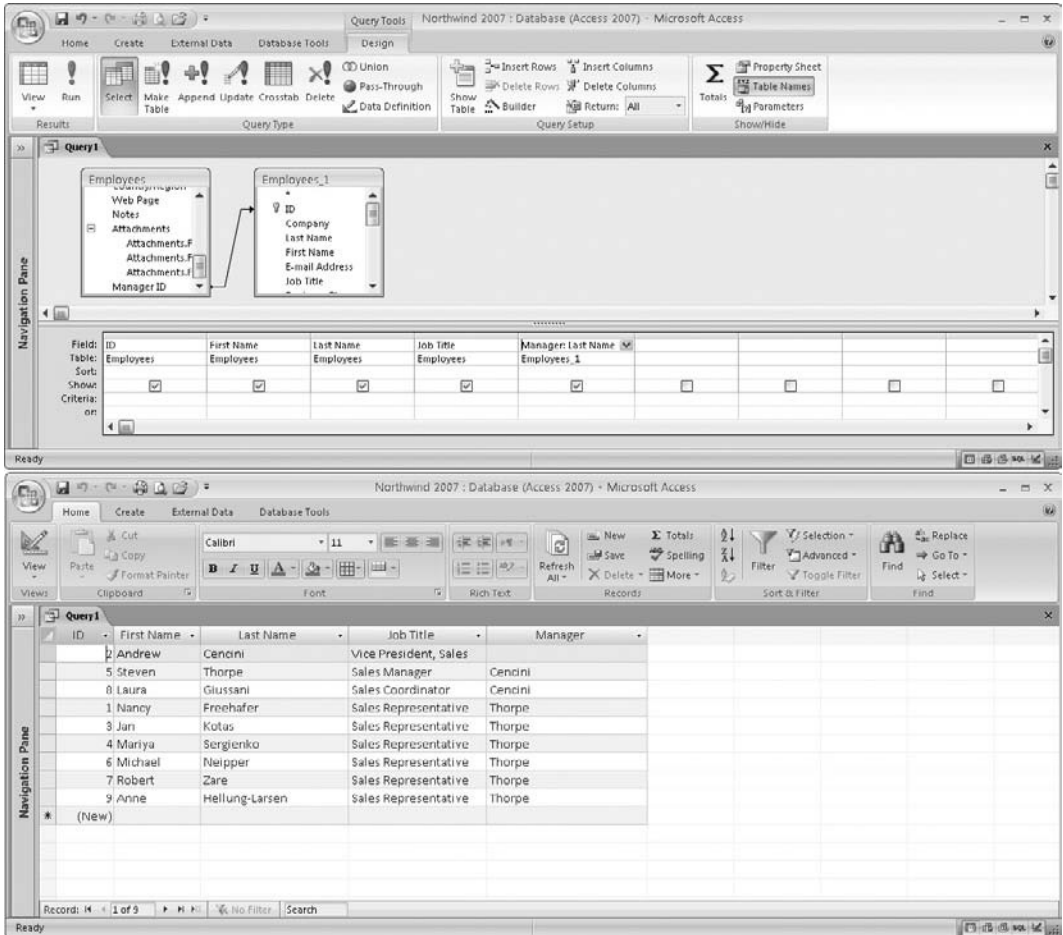 Query Tools Northwind 2007 : Database (Access 2007) - Microsoft Access
Home Create External Data Database Tools Design
View Run Select Make Table Append Update Crosstab Delete
Union
Pass-Through
Data Definition
Show Table
Insert Rows Insert Columns
Delete Rows Delete Columns
Builder Return: All
Totals
Property Sheet
Table Names
Parameters
Results Query Type Query Setup Show/Hide
Query1
Navigation Pane
Employees
Web Page
Notes
Attachments
Attachments.F
Attachments.F
Attachments.F
Manager ID
Employees_1
*
ID
Company
Last Name
First Name
E-mail Address
Job Title
Field: ID First Name Last Name Job Title Manager: Last Name
Table: Employees Employees Employees Employees Employees_1
Sort:
Show:
Criteria:
or:
Ready SQL
Northwind 2007 : Database (Access 2007) - Microsoft Access
Home Create External Data Database Tools
View
Paste
Cut
Copy
Format Painter
Calibri 11
B I U A
Refresh All
New Totals
Save Spelling
Delete More
Filter
Selection
Advanced
Toggle Filter
Find
Replace
Go To
Select
Views Clipboard Font Rich Text Records Sort & Filter Find
Query1
Navigation Pane
ID First Name Last Name Job Title Manager
2 Andrew Cencini Vice President, Sales
5 Steven Thorpe Sales Manager Cencini
8 Laura Giussani Sales Coordinator Cencini
1 Nancy Freehafer Sales Representative Thorpe
3 Jan Kotas Sales Representative Thorpe
4 Mariya Sergienko Sales Representative Thorpe
6 Michael Neipper Sales Representative Thorpe
7 Robert Zare Sales Representative Thorpe
9 Anne Hellung-Larsen Sales Representative Thorpe
* (New)
Record: 1 of 9 No Filter Search
Ready SQL